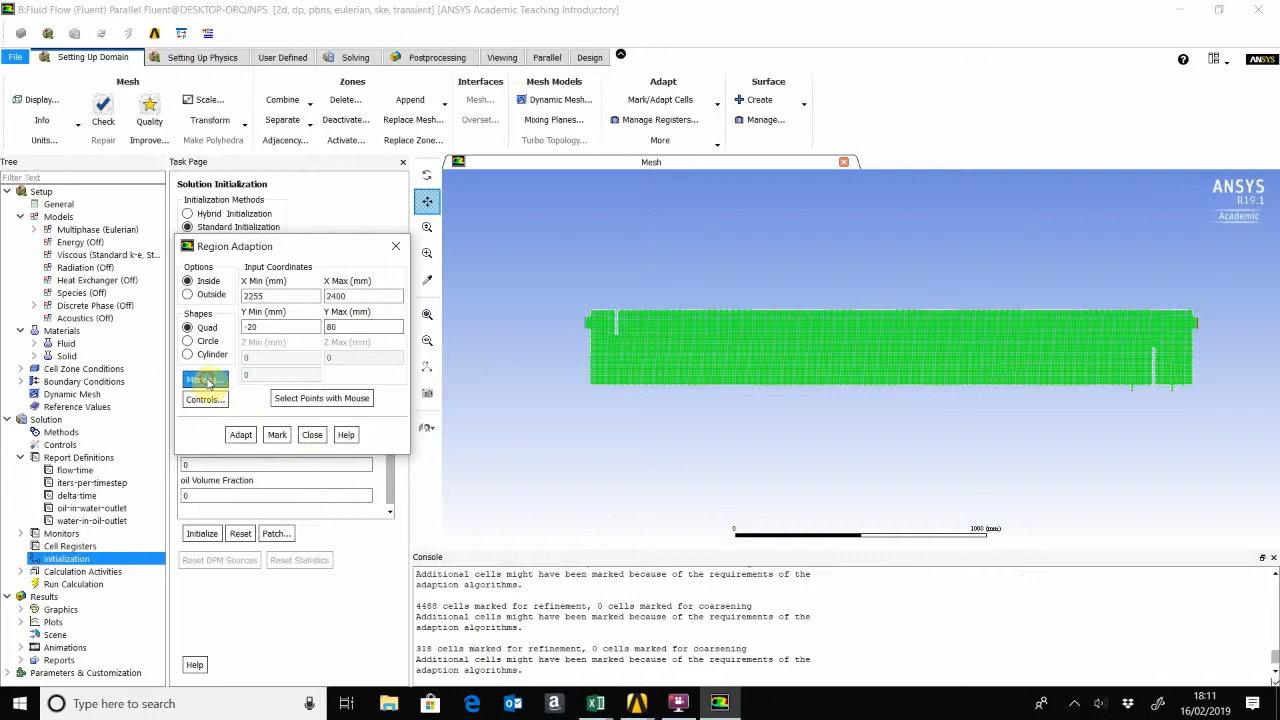 B:Fluid Flow (Fluent) Parallel Fluent@DESKTOP-ORQJNPS [2d, dp, pbns, eulerian, ske, transient] [ANSYS Academic Teaching Introductory]
File Setting Up Domain Setting Up Physics User Defined Solving Postprocessing Viewing Parallel Design ANSYS
Mesh Zones Interfaces Mesh Models Adapt Surface
Display... Scale... Combine Delete... Append Mesh... Dynamic Mesh... Mark/Adapt Cells Create
Info Check Quality Transform Separate Deactivate... Replace Mesh... Overset... Mixing Planes... Manage Registers... Manage...
Units... Repair Improve... Make Polyhedra Adjacency... Activate... Replace Zone... Turbo Topology... More
Tree
Filter Text
Setup
General
Models
Multiphase (Eulerian)
Energy (Off)
Viscous (Standard k-e, St...
Radiation (Off)
Heat Exchanger (Off)
Species (Off)
Discrete Phase (Off)
Acoustics (Off)
Materials
Fluid
Solid
Cell Zone Conditions
Boundary Conditions
Dynamic Mesh
Reference Values
Solution
Methods
Controls
Report Definitions
flow-time
iters-per-timestep
delta-time
oil-in-water-outlet
water-in-oil-outlet
Monitors
Cell Registers
Initialization
Calculation Activities
Run Calculation
Results
Graphics
Plots
Scene
Animations
Reports
Parameters & Customization
Task Page
Solution Initialization
Initialization Methods
Hybrid Initialization
Standard Initialization
Region Adaption
Options
Inside
Outside
Shapes
Quad
Circle
Cylinder
Controls...
Input Coordinates
X Min (mm) X Max (mm)
2255 2400
Y Min (mm) Y Max (mm)
-20 80
Z Min (mm) Z Max (mm)
0 0
0
Select Points with Mouse
Adapt Mark Close Help
0
oil Volume Fraction
0
Initialize Reset Patch...
Reset DPM Sources Reset Statistics
Help
Mesh
ANSYS
R19.1
Academic
0 1000 (mm)
Console
Additional cells might have been marked because of the requirements of the
adaption algorithms.
4488 cells marked for refinement, 0 cells marked for coarsening
Additional cells might have been marked because of the requirements of the
adaption algorithms.
318 cells marked for refinement, 0 cells marked for coarsening
Additional cells might have been marked because of the requirements of the
adaption algorithms.
Type here to search
18:11
16/02/2019